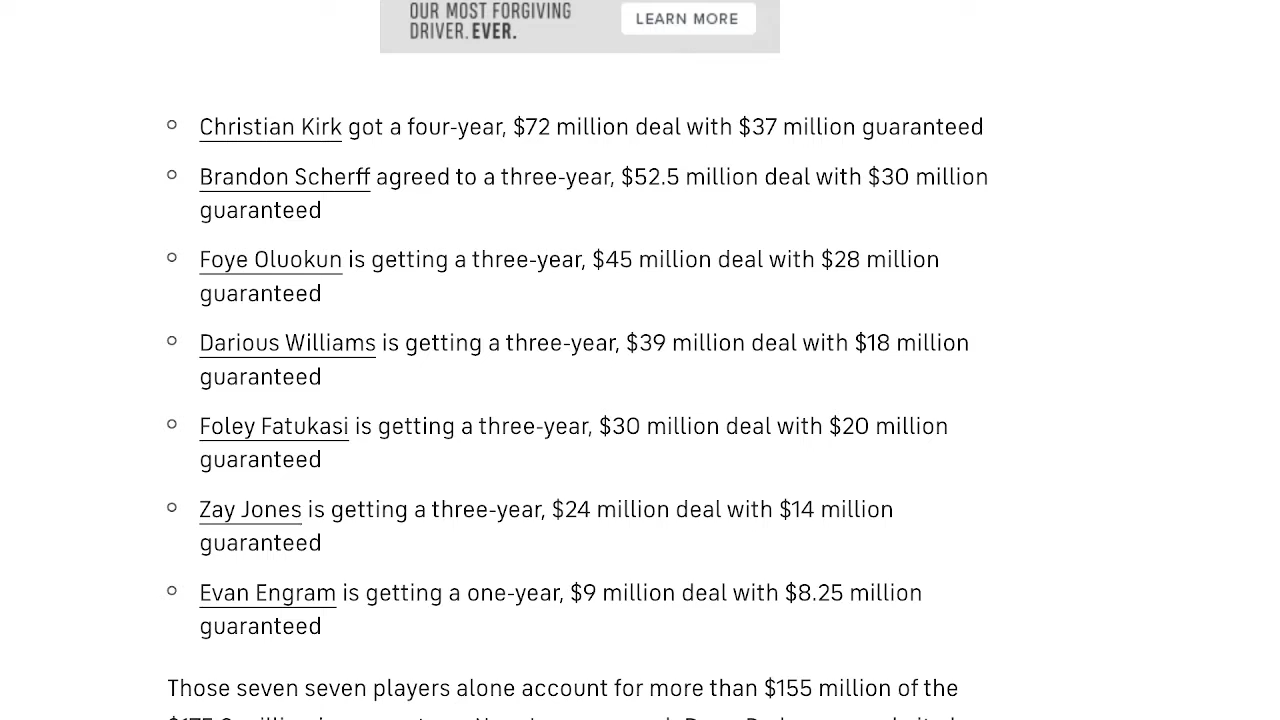 OUR MOST FORGIVING
DRIVER. EVER.
LEARN MORE
Christian Kirk got a four-year, $72 million deal with $37 million guaranteed
Brandon Scherff agreed to a three-year, $52.5 million deal with $30 million
guaranteed
Foye Oluokun is getting a three-year, $45 million deal with $28 million
guaranteed
Darious Williams is getting a three-year, $39 million deal with $18 million
guaranteed
Foley Fatukasi is getting a three-year, $30 million deal with $20 million
guaranteed
Zay Jones is getting a three-year, $24 million deal with $14 million
guaranteed
Evan Engram is getting a one-year, $9 million deal with $8.25 million
guaranteed
Those seven seven players alone account for more than $155 million of the